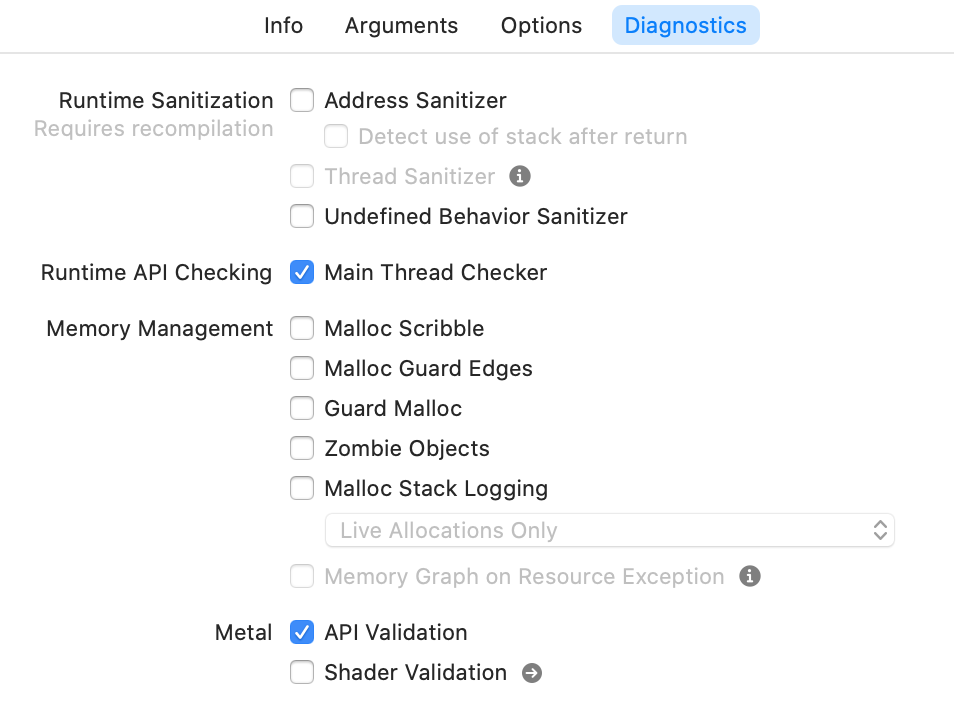 Info Arguments Options Diagnostics
Runtime Sanitization Address Sanitizer
Requires recompilation Detect use of stack after return
Thread Sanitizer
Undefined Behavior Sanitizer
Runtime API Checking Main Thread Checker
Memory Management Malloc Scribble
Malloc Guard Edges
Guard Malloc
Zombie Objects
Malloc Stack Logging
Live Allocations Only
Memory Graph on Resource Exception
Metal API Validation
Shader Validation